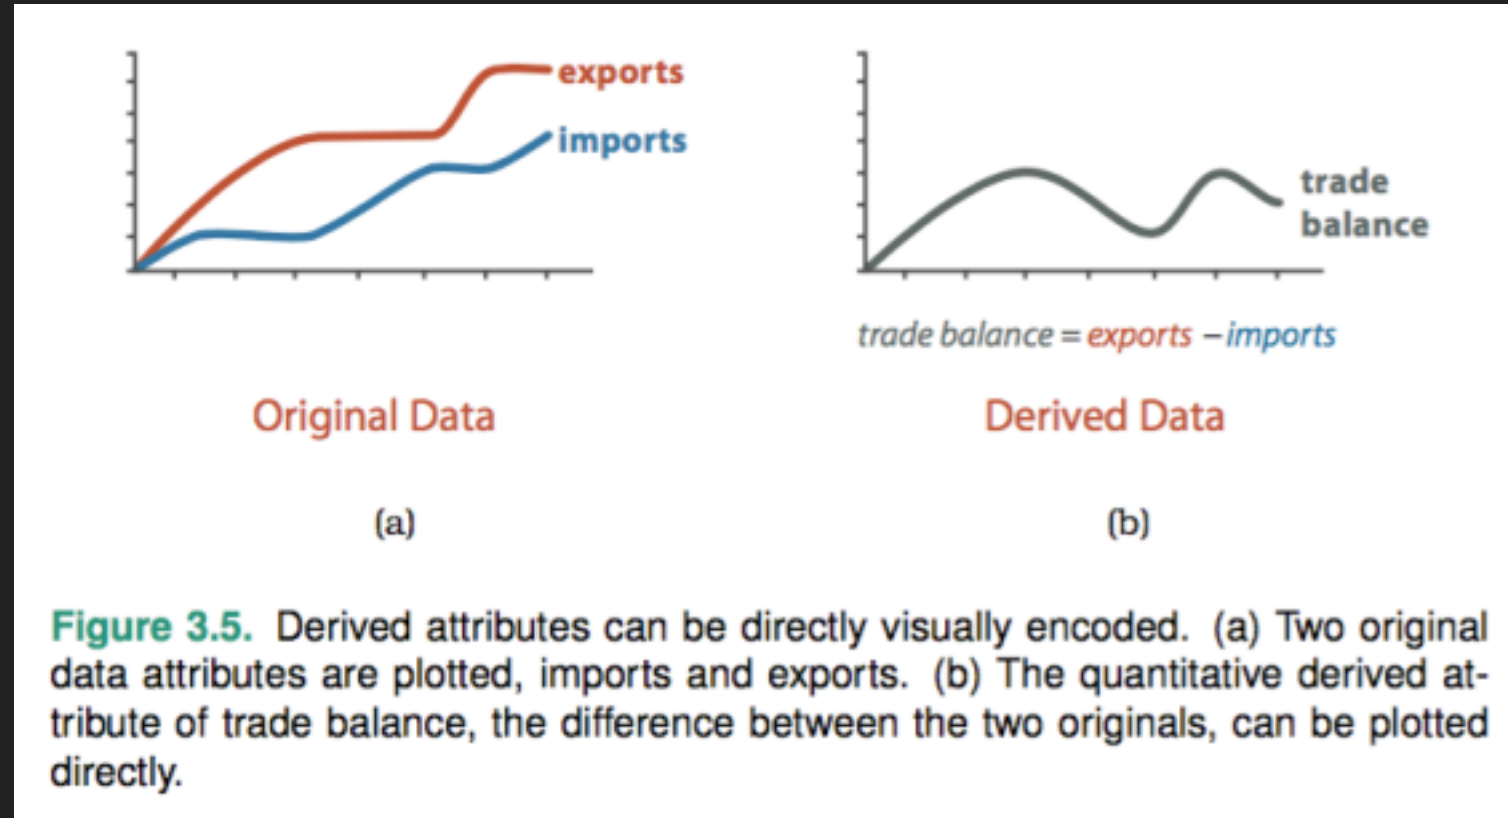 exports
imports
trade
balance
trade balance = exports – imports
Original Data
Derived Data
(a)
(b)
Figure 3.5. Derived attributes can be directly visually encoded. (a) Two original
data attributes are plotted, imports and exports. (b) The quantitative derived at-
tribute of trade balance, the difference between the two originals, can be plotted
directly.